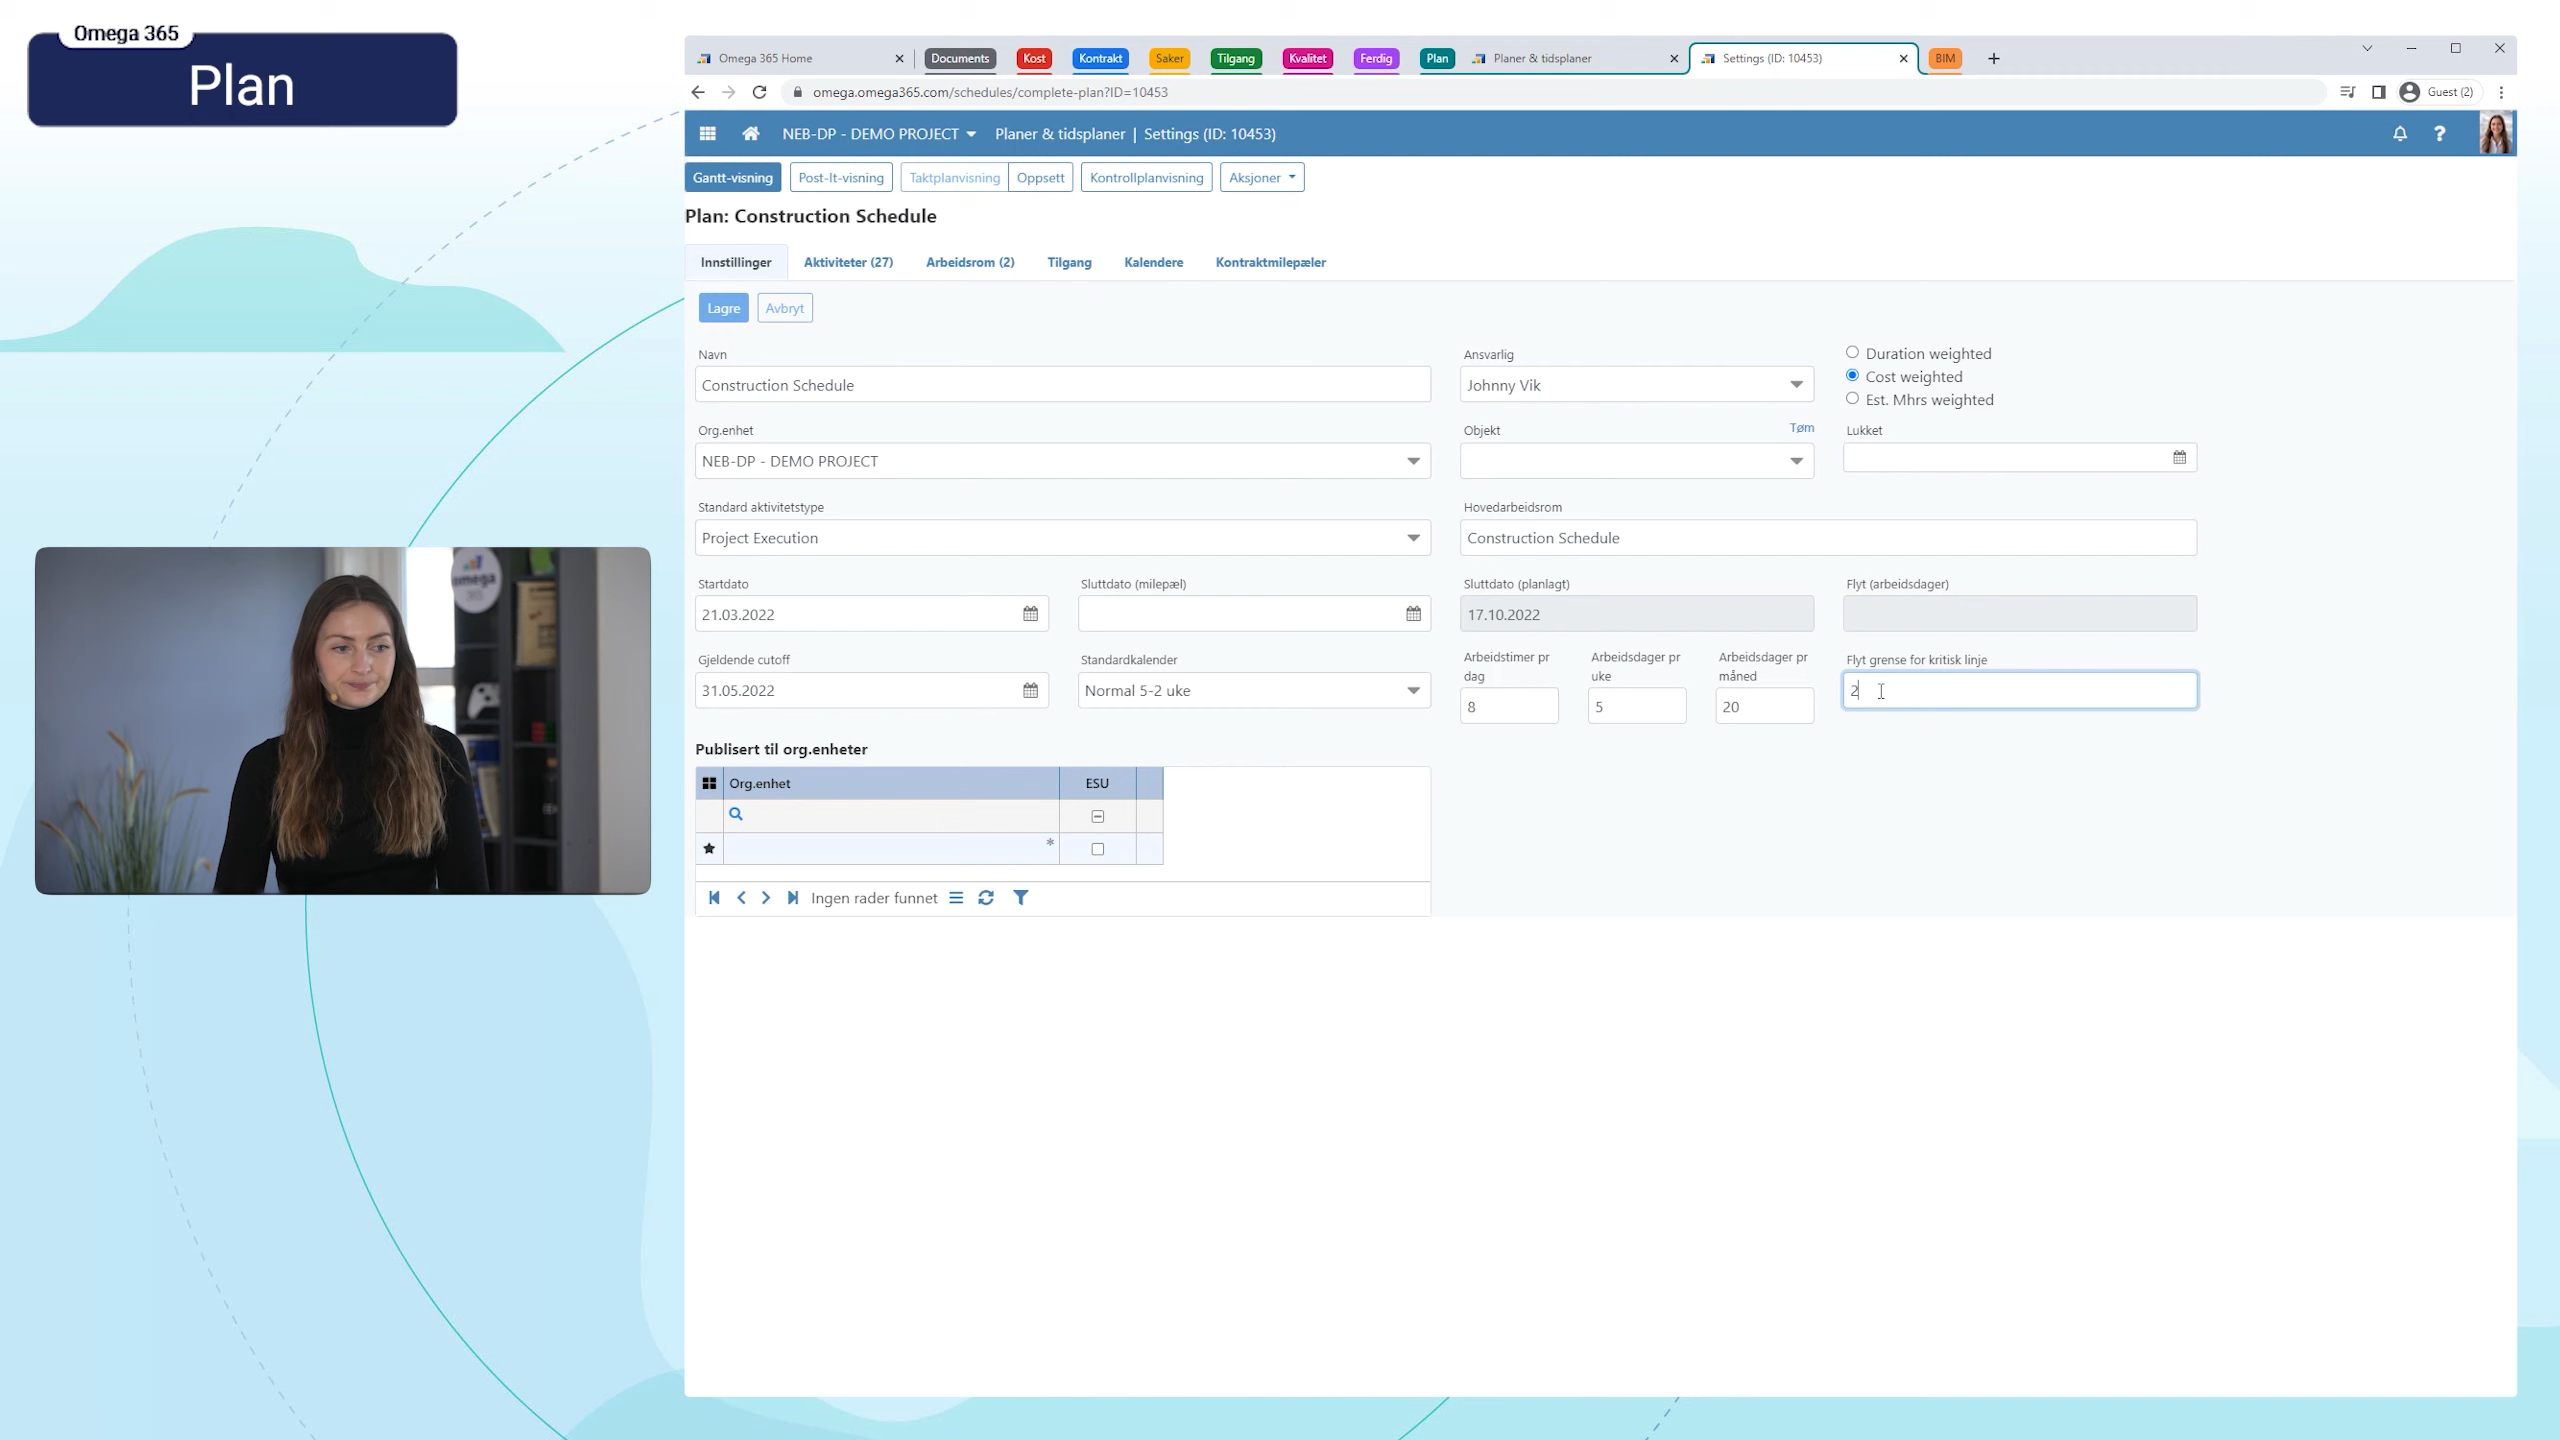 Omega 365
Plan
Omega 365 Home
Documents
Kost
Kontrakt
Saker
Tilgang
Kvalitet
Ferdig
Plan
Planer & tidsplaner
Settings (ID: 10453)
BIM
omega.omega365.com/schedules/complete-plan?ID=10453
Guest (2)
NEB-DP - DEMO PROJECT
Planer & tidsplaner | Settings (ID: 10453)
Gantt-visning
Post-It-visning
Taktplanvisning
Oppsett
Kontrollplanvisning
Aksjoner
Plan: Construction Schedule
Innstillinger
Aktiviteter (27)
Arbeidsrom (2)
Tilgang
Kalendere
Kontraktmilepæler
Lagre
Avbryt
Navn
Construction Schedule
Ansvarlig
Johnny Vik
Duration weighted
Cost weighted
Est. Mhrs weighted
Org.enhet
NEB-DP - DEMO PROJECT
Objekt
Tøm
Lukket
Standard aktivitetstype
Project Execution
Hovedarbeidsrom
Construction Schedule
Startdato
21.03.2022
Sluttdato (milepæl)
Sluttdato (planlagt)
17.10.2022
Flyt (arbeidsdager)
Gjeldende cutoff
31.05.2022
Standardkalender
Normal 5-2 uke
Arbeidstimer pr
dag
8
Arbeidsdager pr
uke
5
Arbeidsdager pr
måned
20
Flyt grense for kritisk linje
2
Publisert til org.enheter
Org.enhet
ESU
*
Ingen rader funnet
omega
365